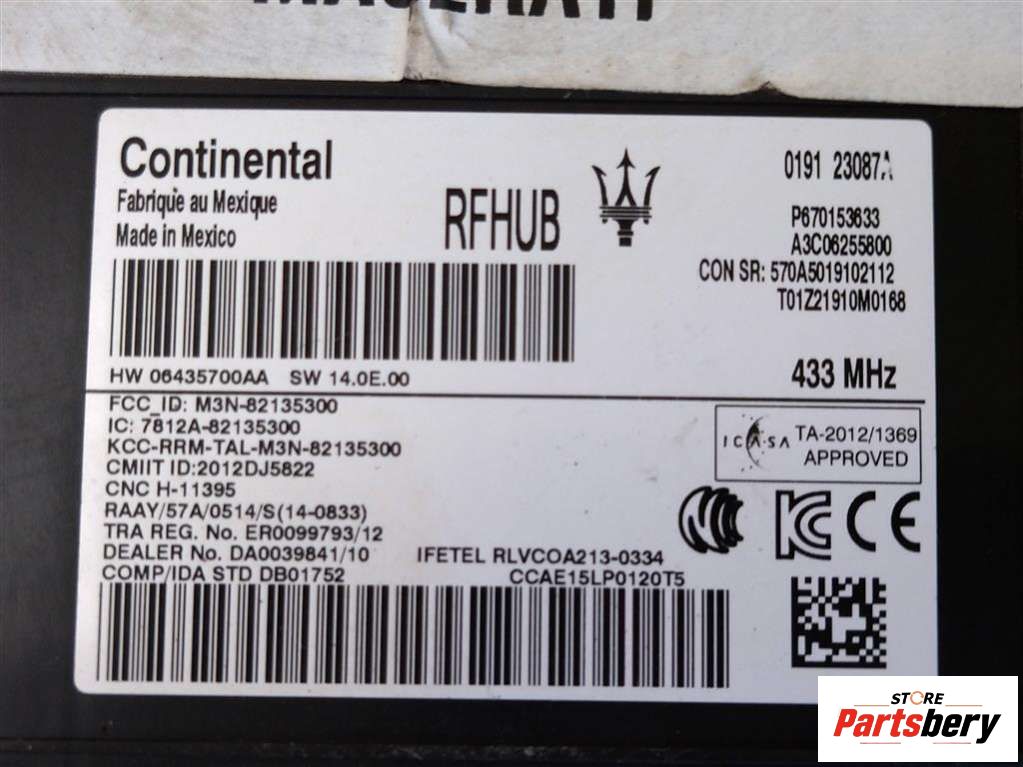 MASERATI
Continental
Fabriqué au Mexique
Made in Mexico
RFHUB
0191 23087A
P670153633
A3C06255800
CON SR: 570A5019102112
T01Z21910M0168
HW 06435700AA SW 14.0E.00
433 MHz
FCC_ID: M3N-82135300
IC: 7812A-82135300
KCC-RRM-TAL-M3N-82135300
CMIIT ID:2012DJ5822
CNC H-11395
RAAY/57A/0514/S(14-0833)
TRA REG. No. ER0099793/12
DEALER No. DA0039841/10
COMP/IDA STD DB01752
IFETEL RLVCOA213-0334
CCAE15LP0120T5
ICASA TA-2012/1369
APPROVED
STORE
Partsbery